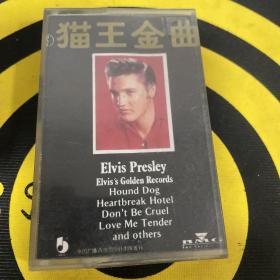 猫王金曲
Elvis Presley
Elvis's Golden Records
Hound Dog
Heartbreak Hotel
Don't Be Cruel
Love Me Tender
and others
BMG